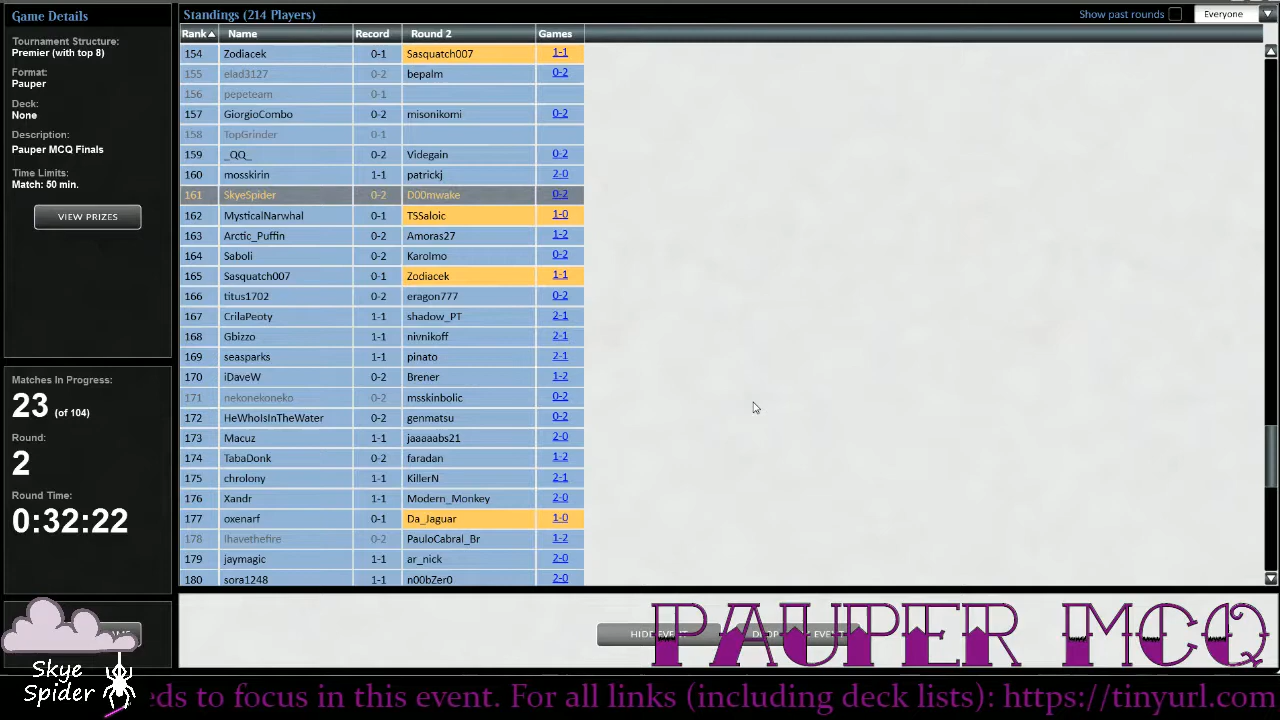 Game Details
Tournament Structure:
Premier (with top 8)
Format:
Pauper
Deck:
None
Description:
Pauper MCQ Finals
Time Limits:
Match: 50 min.
VIEW PRIZES
Matches In Progress:
23 (of 104)
Round:
2
Round Time:
0:32:22
Standings (214 Players)
Show past rounds
Everyone
Rank Name Record Round 2 Games
154 Zodiacek 0-1 Sasquatch007 1-1
155 elad3127 0-2 bepalm 0-2
156 pepeteam 0-1
157 GiorgioCombo 0-2 misonikomi 0-2
158 TopGrinder 0-1
159 _QQ_ 0-2 Videgain 0-2
160 mosskirin 1-1 patrickj 2-0
161 SkyeSpider 0-2 D00mwake 0-2
162 MysticalNarwhal 0-1 TSSaloic 1-0
163 Arctic_Puffin 0-2 Amoras27 1-2
164 Saboli 0-2 Karolmo 0-2
165 Sasquatch007 0-1 Zodiacek 1-1
166 titus1702 0-2 eragon777 0-2
167 CrilaPeoty 1-1 shadow_PT 2-1
168 Gbizzo 1-1 nivnikoff 2-1
169 seasparks 1-1 pinato 2-1
170 iDaveW 0-2 Brener 1-2
171 nekonekoneko 0-2 msskinbolic 0-2
172 HeWhoIsInTheWater 0-2 genmatsu 0-2
173 Macuz 1-1 jaaaaabs21 2-0
174 TabaDonk 0-2 faradan 1-2
175 chrolony 1-1 KillerN 2-1
176 Xandr 1-1 Modern_Monkey 2-0
177 oxenarf 0-1 Da_Jaguar 1-0
178 Ihavethefire 0-2 PauloCabral_Br 1-2
179 jaymagic 1-1 ar_nick 2-0
180 sora1248 1-1 n00bZer0 2-0
PAUPER MCQ
Skye
Spider
ds to focus in this event. For all links (including deck lists): https://tinyurl.com